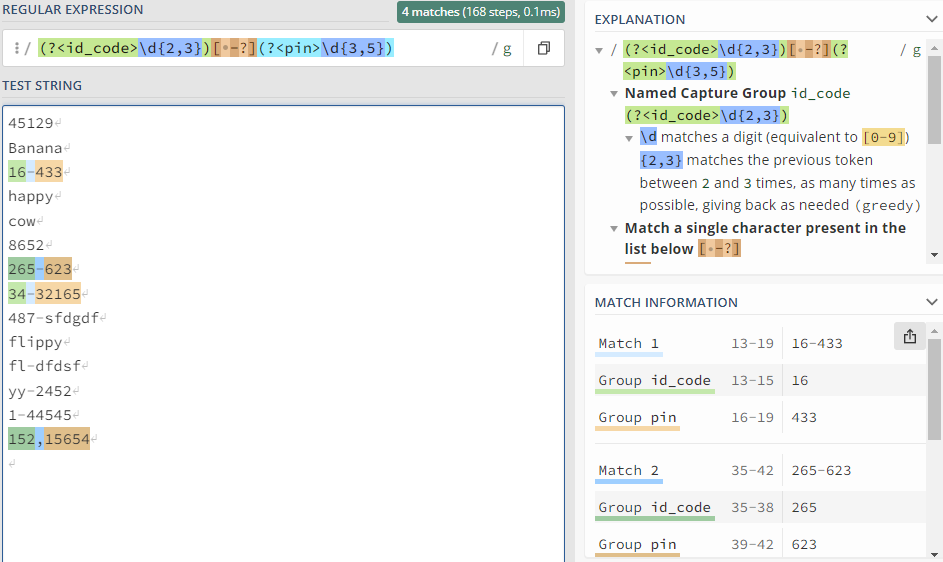 REGULAR EXPRESSION
4 matches (168 steps, 0.1ms)
/ (?<id_code>\d{2,3})[ -?](?<pin>\d{3,5}) / g
TEST STRING
45129
Banana
16-433
happy
cow
8652
265-623
34-32165
487-sfdgdf
flippy
fl-dfdsf
yy-2452
1-44545
152,15654
EXPLANATION
/ (?<id_code>\d{2,3})[ -?](? / g
<pin>\d{3,5})
Named Capture Group id_code
(?<id_code>\d{2,3})
\d matches a digit (equivalent to [0-9])
{2,3} matches the previous token
between 2 and 3 times, as many times as
possible, giving back as needed (greedy)
Match a single character present in the
list below [ -?]
MATCH INFORMATION
Match 1 13-19 16-433
Group id_code 13-15 16
Group pin 16-19 433
Match 2 35-42 265-623
Group id_code 35-38 265
Group pin 39-42 623